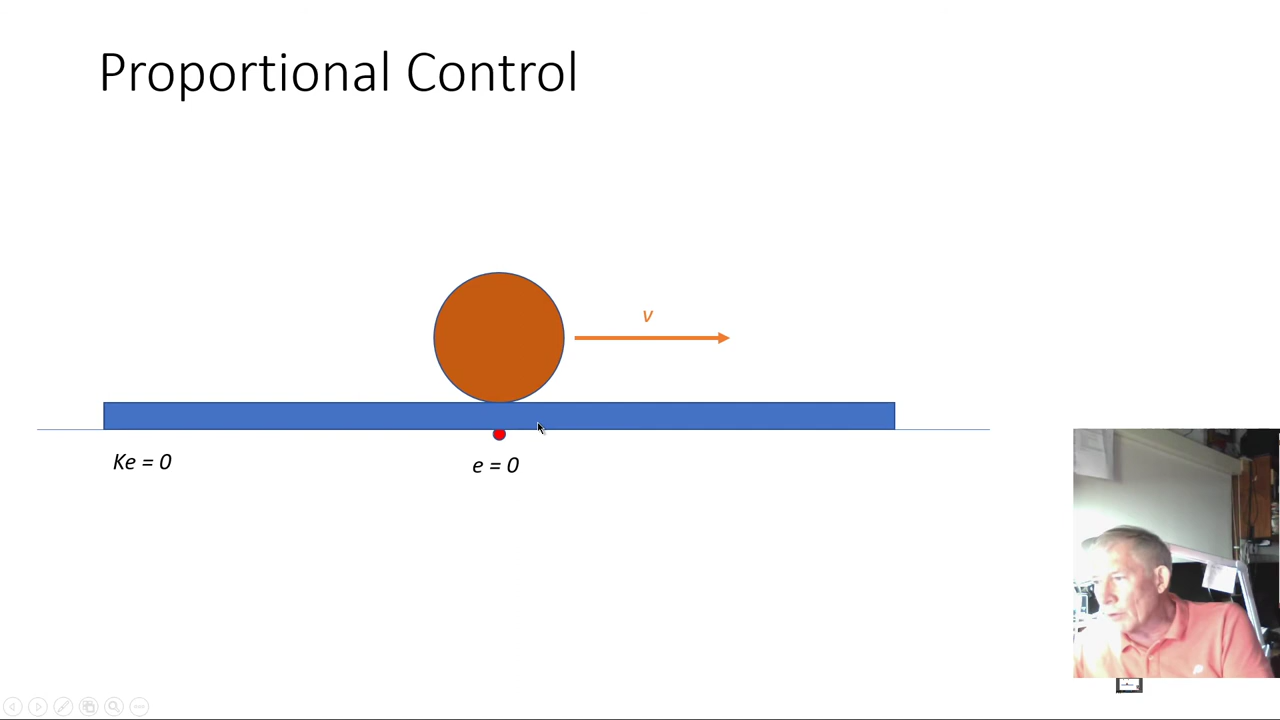 Proportional Control
v
Ke = 0
e = 0